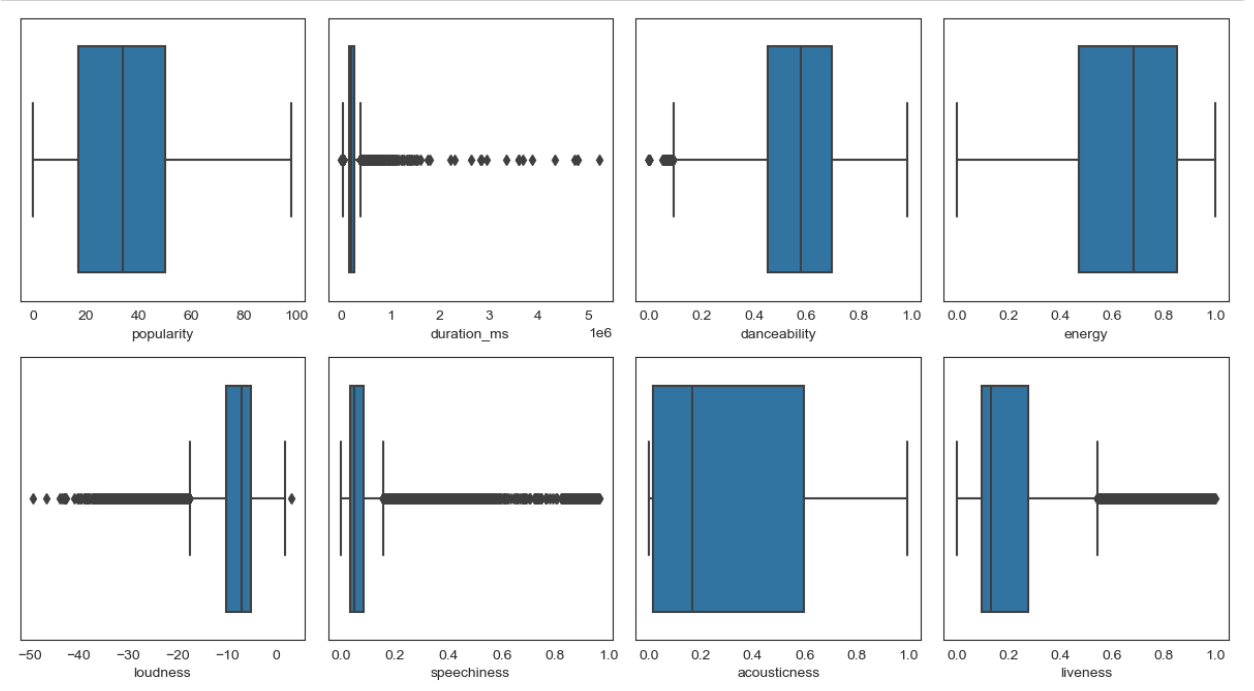 0 20 40 60 80 100
popularity
0 1 2 3 4 5
1e6
duration_ms
0.0 0.2 0.4 0.6 0.8 1.0
danceability
0.0 0.2 0.4 0.6 0.8 1.0
energy
−50 −40 −30 −20 −10 0
loudness
0.0 0.2 0.4 0.6 0.8 1.0
speechiness
0.0 0.2 0.4 0.6 0.8 1.0
acousticness
0.0 0.2 0.4 0.6 0.8 1.0
liveness